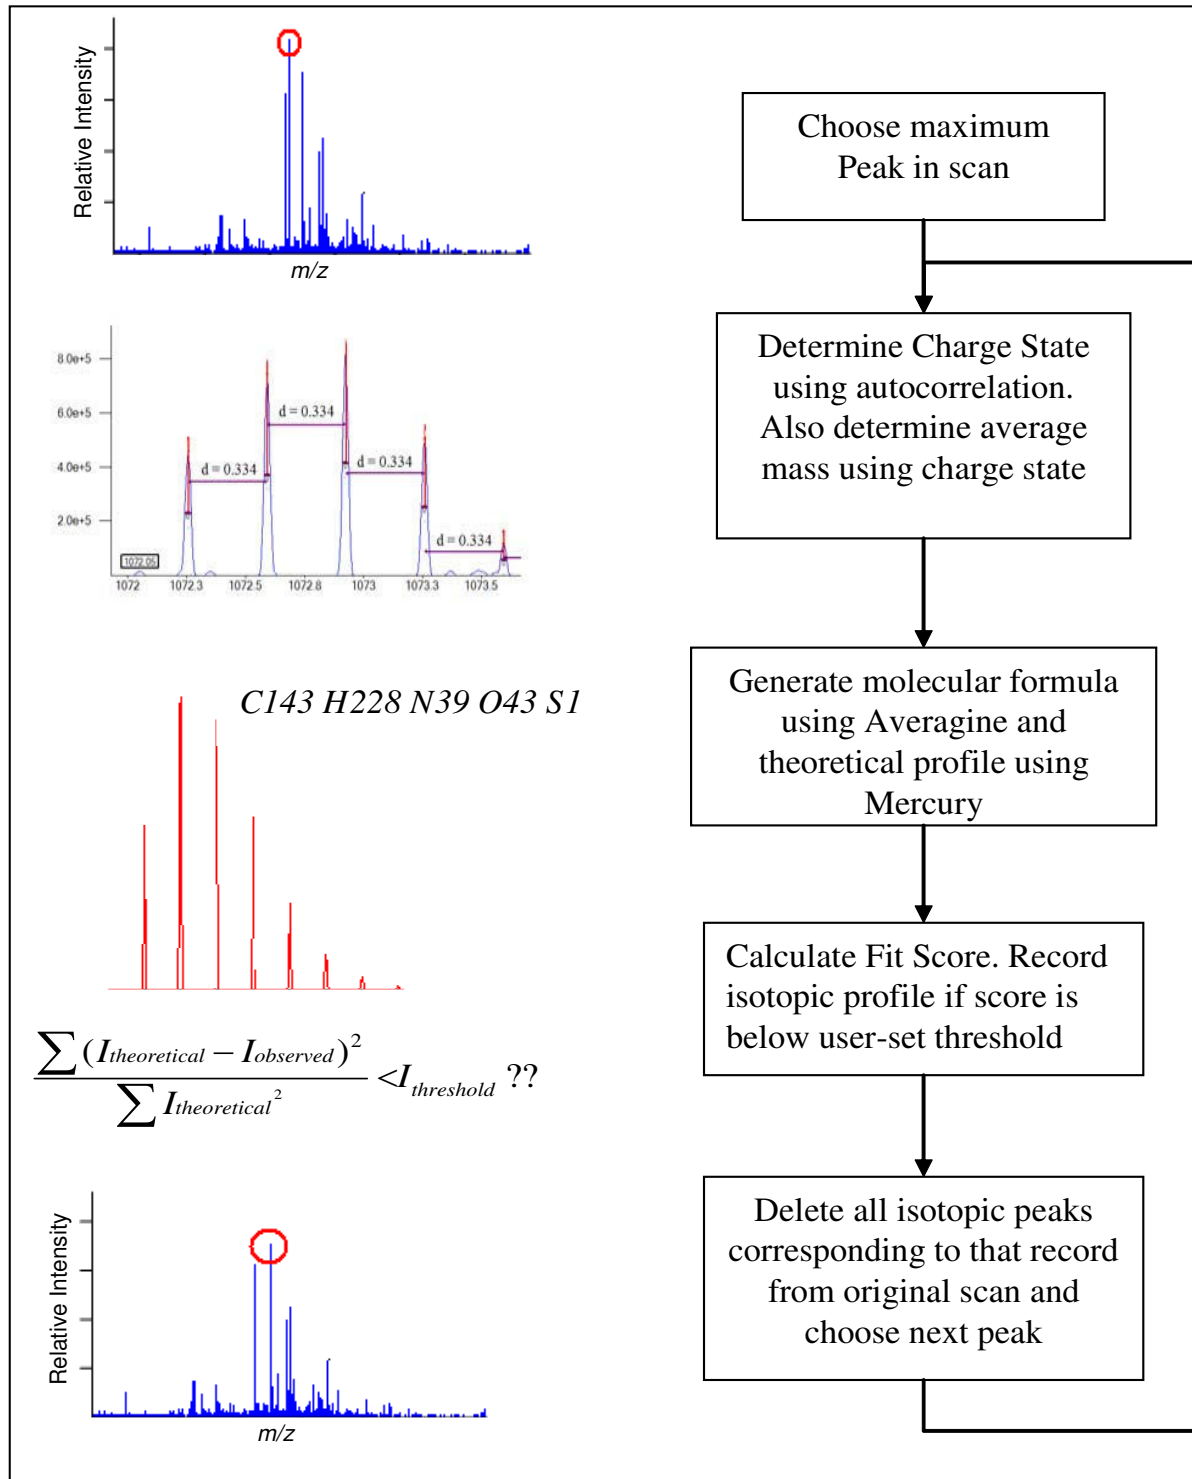 Relative Intensity
m/z
Choose maximum
Peak in scan
8.0e+5
6.0e+5
4.0e+5
2.0e+5
d = 0.334
d = 0.334
d = 0.334
d = 0.334
1072.05
1072
1072.3
1072.5
1072.8
1073
1073.3
1073.5
Determine Charge State
using autocorrelation.
Also determine average
mass using charge state
C143 H228 N39 O43 S1
Generate molecular formula
using Averagine and
theoretical profile using
Mercury
∑(Itheoretical − Iobserved)²
∑Itheoretical²
<Ithreshold ??
Calculate Fit Score. Record
isotopic profile if score is
below user-set threshold
Relative Intensity
m/z
Delete all isotopic peaks
corresponding to that record
from original scan and
choose next peak